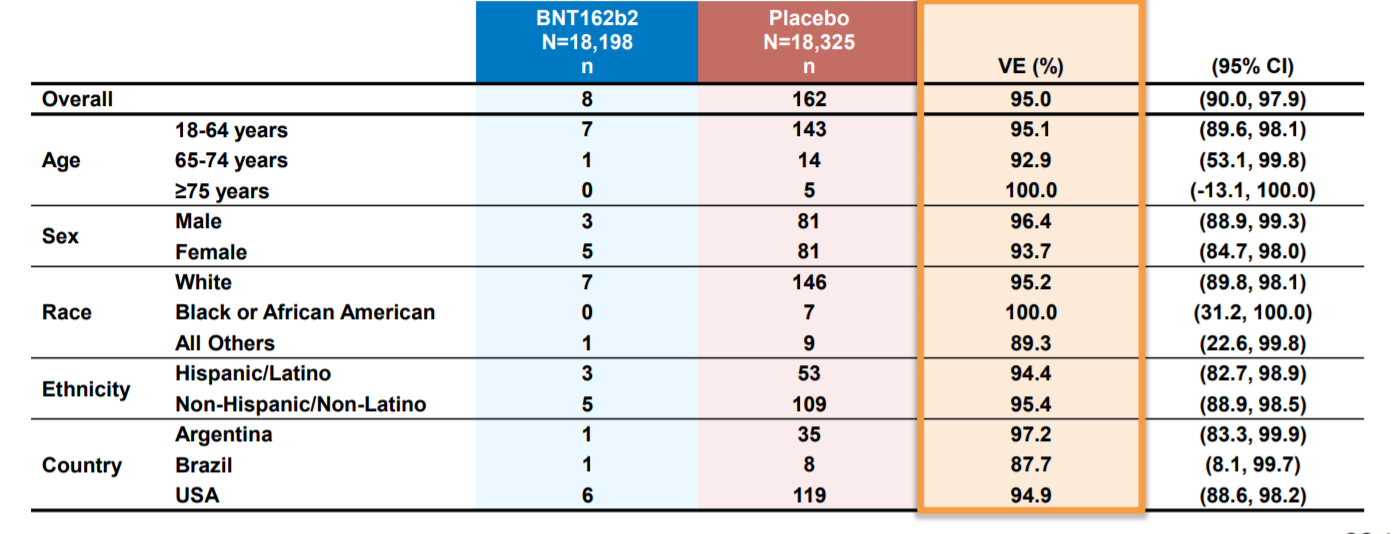 BNT162b2 Placebo
N=18,198 N=18,325
n n VE (%) (95% CI)
Overall 8 162 95.0 (90.0, 97.9)
18-64 years 7 143 95.1 (89.6, 98.1)
Age 65-74 years 1 14 92.9 (53.1, 99.8)
≥75 years 0 5 100.0 (-13.1, 100.0)
Male 3 81 96.4 (88.9, 99.3)
Sex
Female 5 81 93.7 (84.7, 98.0)
White 7 146 95.2 (89.8, 98.1)
Race Black or African American 0 7 100.0 (31.2, 100.0)
All Others 1 9 89.3 (22.6, 99.8)
Hispanic/Latino 3 53 94.4 (82.7, 98.9)
Ethnicity
Non-Hispanic/Non-Latino 5 109 95.4 (88.9, 98.5)
Argentina 1 35 97.2 (83.3, 99.9)
Country Brazil 1 8 87.7 (8.1, 99.7)
USA 6 119 94.9 (88.6, 98.2)